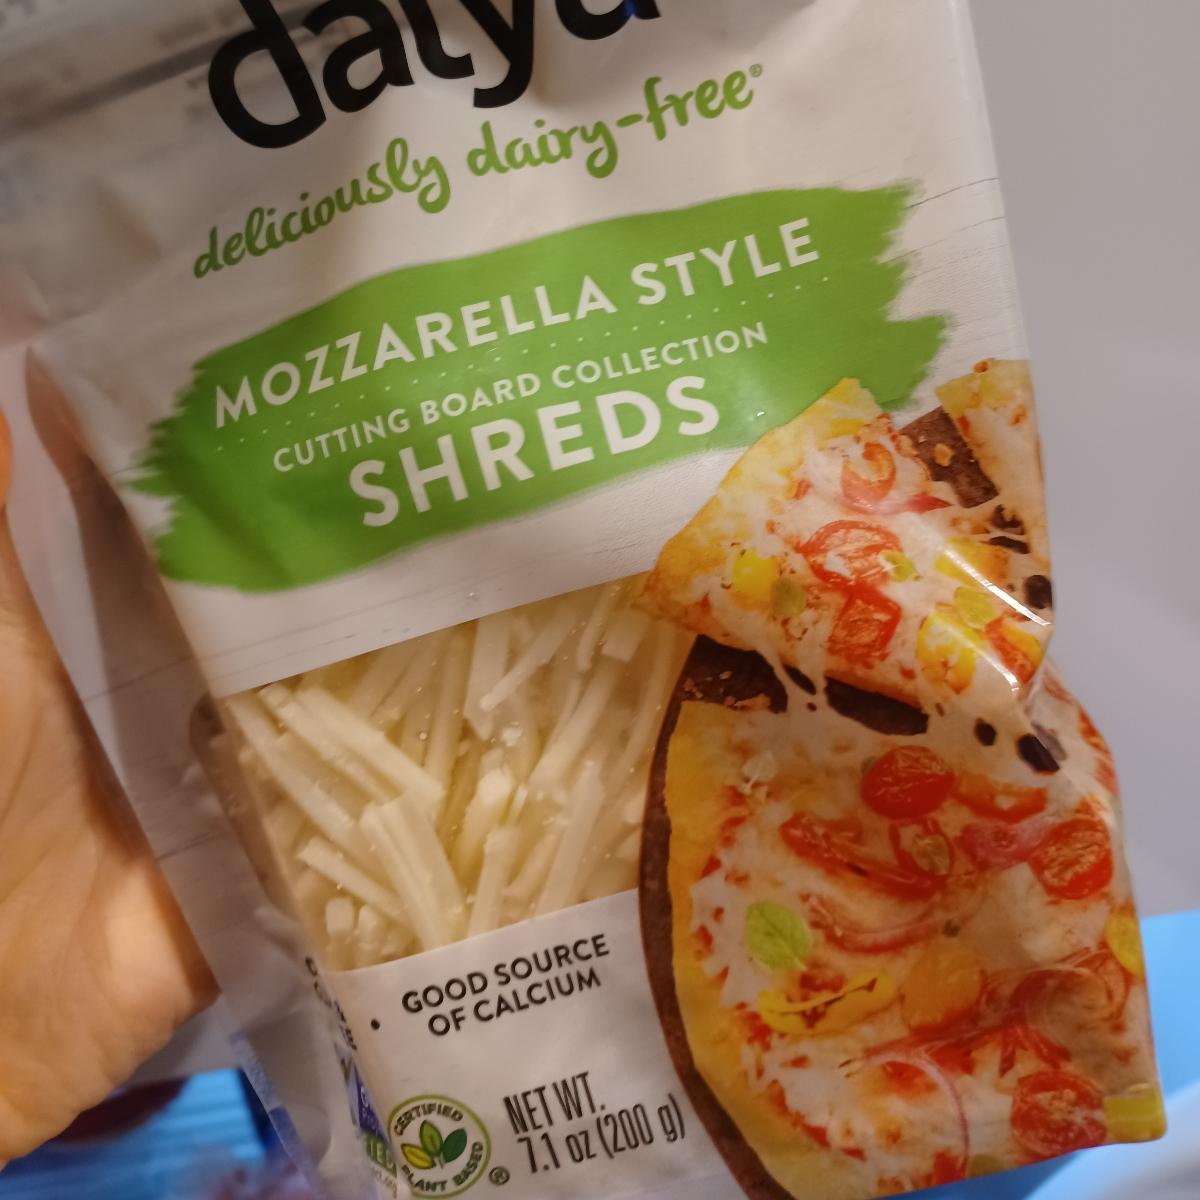 daiya
deliciously dairy-free®
MOZZARELLA STYLE
CUTTING BOARD COLLECTION
SHREDS
GOOD SOURCE
OF CALCIUM
CERTIFIED
PLANT BASED
®
NET WT.
7.1 oz (200 g)